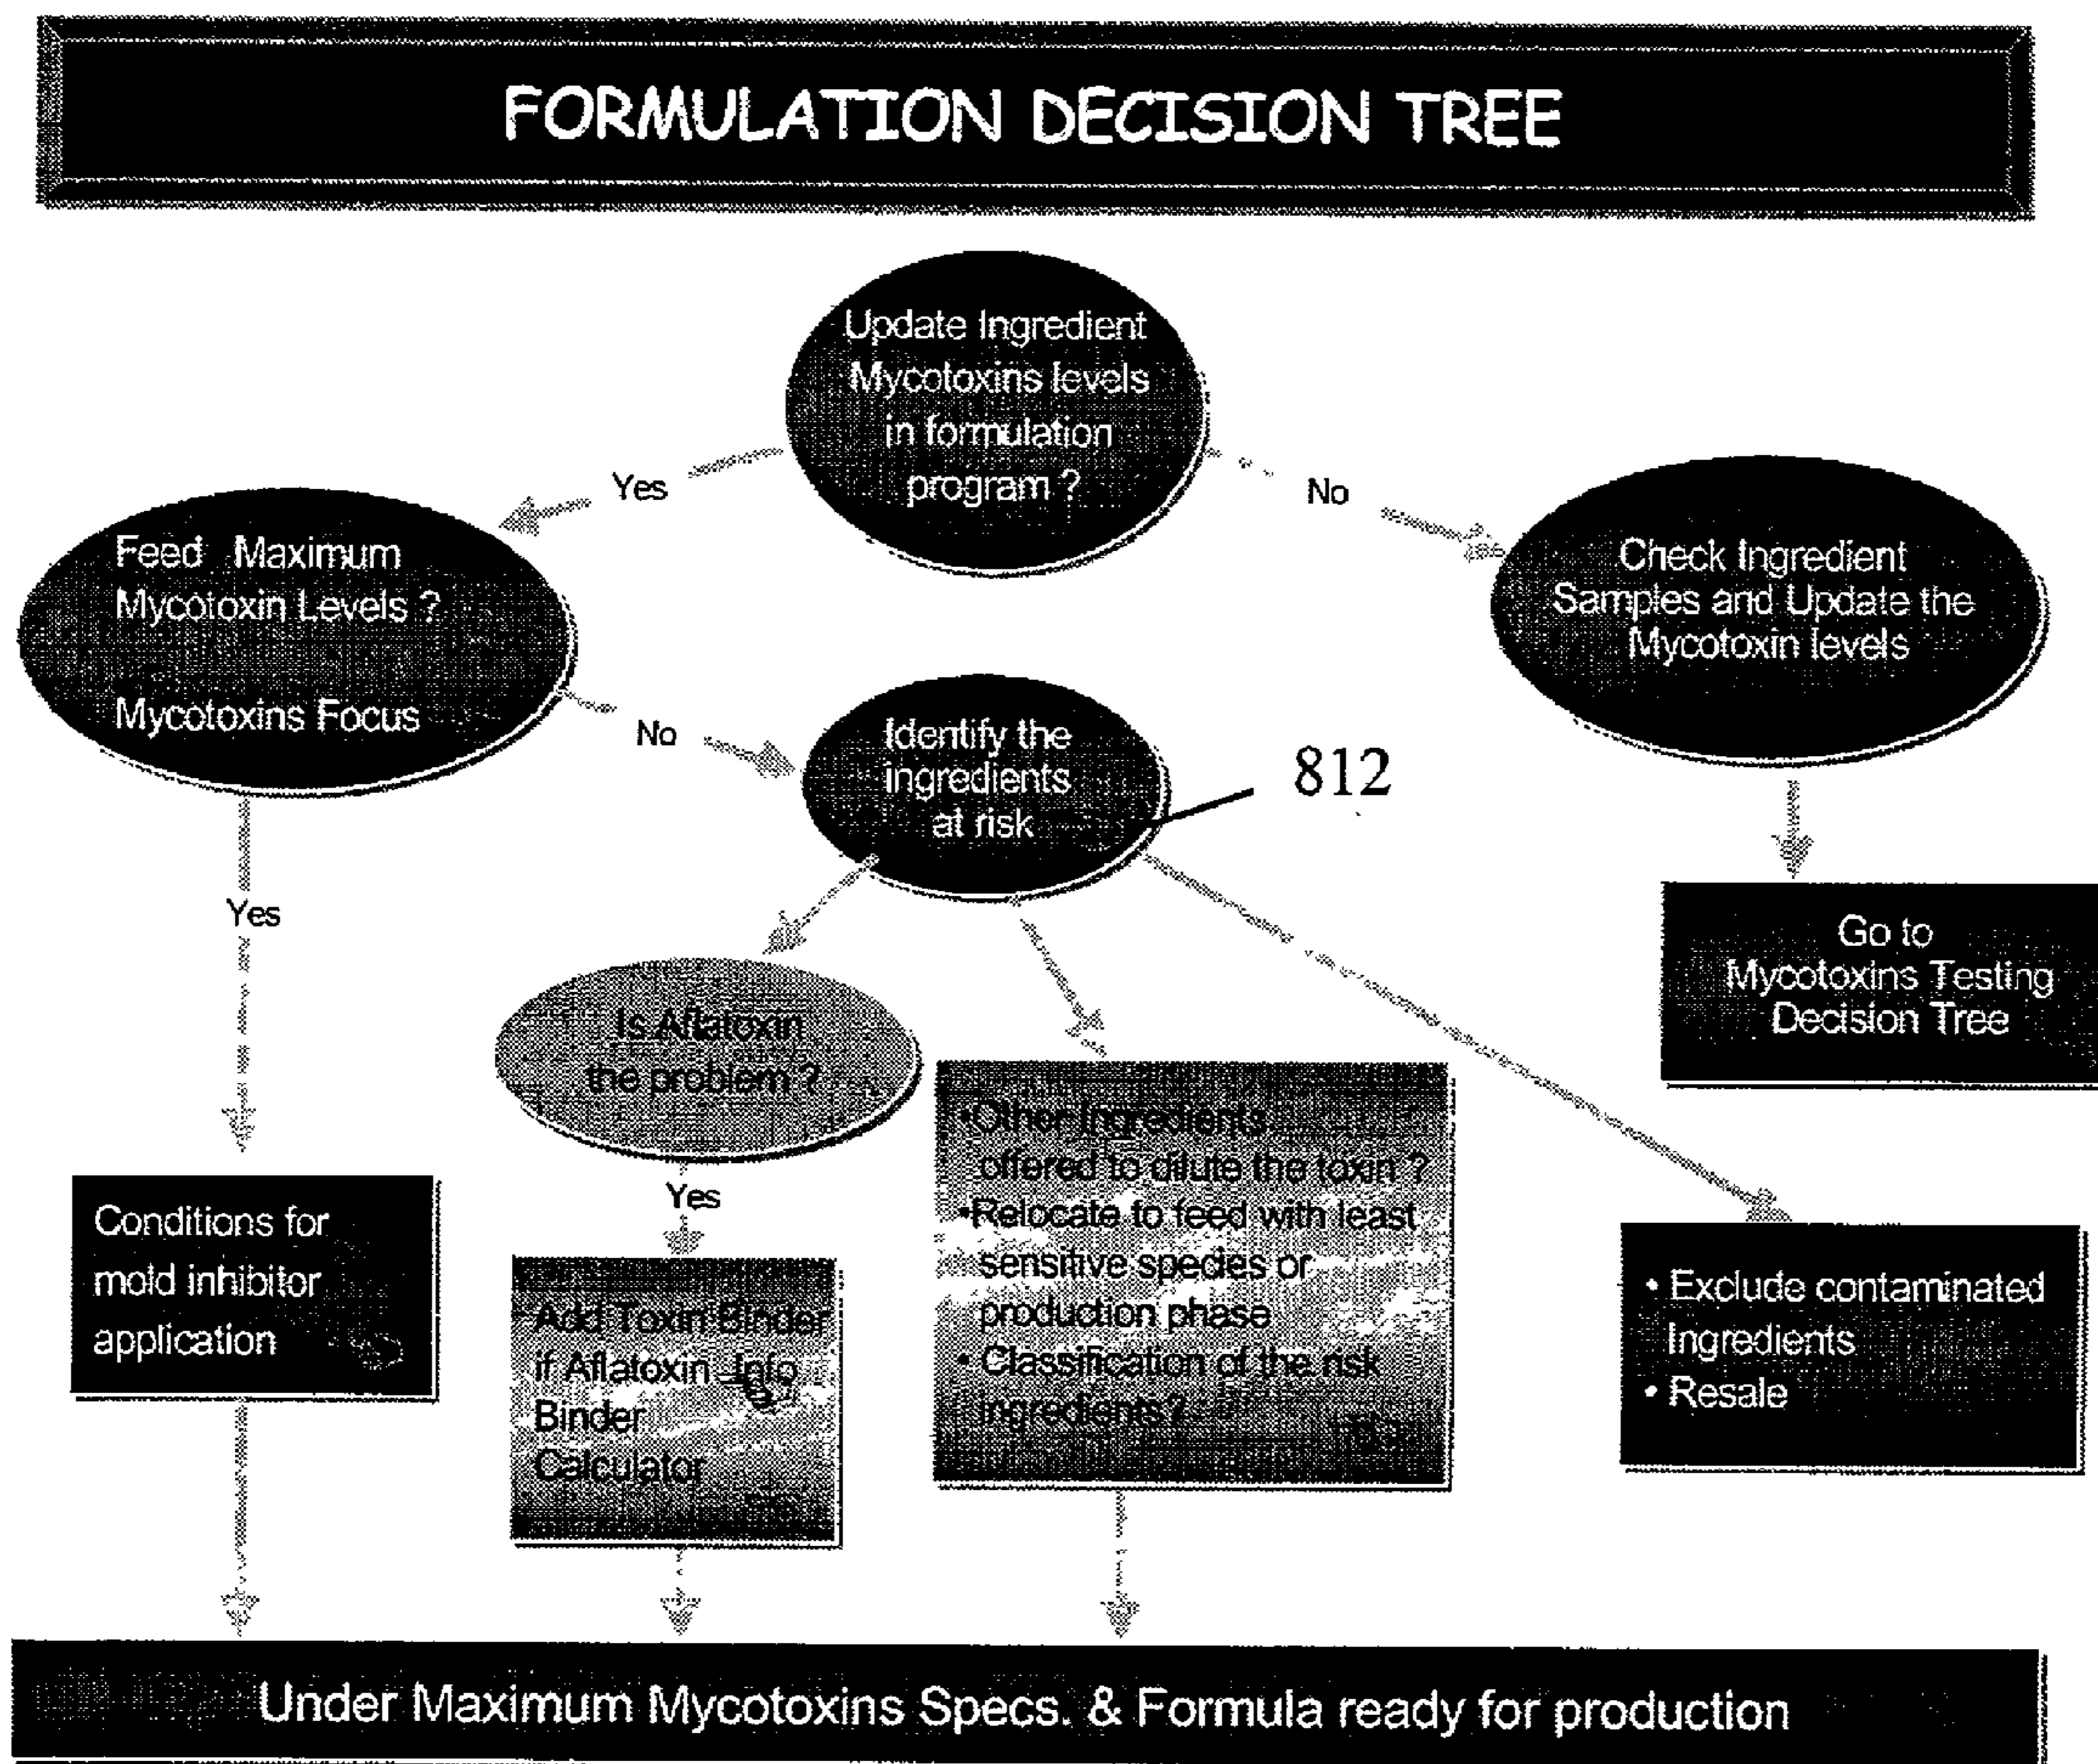 FORMULATION DECISION TREE
Update Ingredient
Mycotoxins levels
in formulation
program ?
Yes
No
Feed Maximum
Mycotoxin Levels ?
Mycotoxins Focus
Check Ingredient
Samples and Update the
Mycotoxin levels
No
Identify the
ingredients
at risk
812
Go to
Mycotoxins Testing
Decision Tree
Yes
Is Aflatoxin
the problem ?
Yes
Conditions for
mold inhibitor
application
Add Toxin Binder
if Aflatoxin Info
Binder
Calculator
•Other Ingredients
offered to dilute the toxin ?
•Relocate to feed with least
sensitive species or
production phase
• Classification of the risk
ingredients?
• Exclude contaminated
Ingredients
• Resale
Under Maximum Mycotoxins Specs. & Formula ready for production